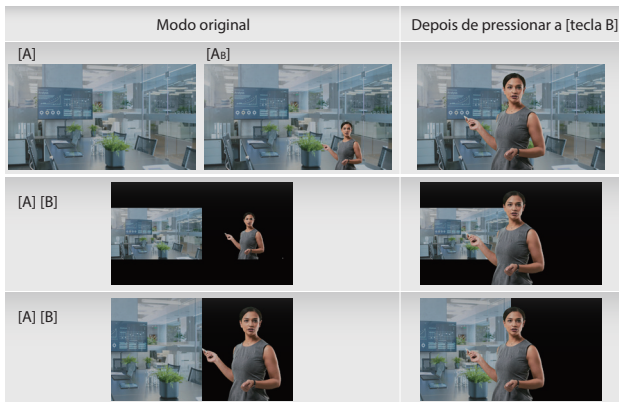 Modo original
Depois de pressionar a [tecla B]
[A]
[AB]
[A] [B]
[A] [B]